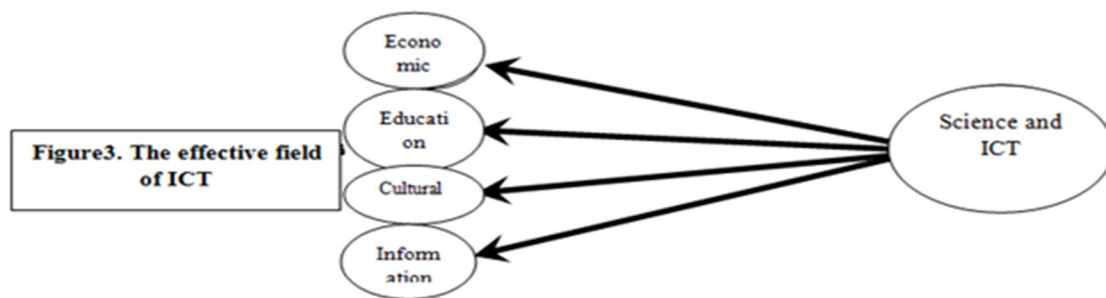 Econo
mic
Educati
on
Cultural
Inform
ation
Figure3. The effective field
of ICT
Science and
ICT